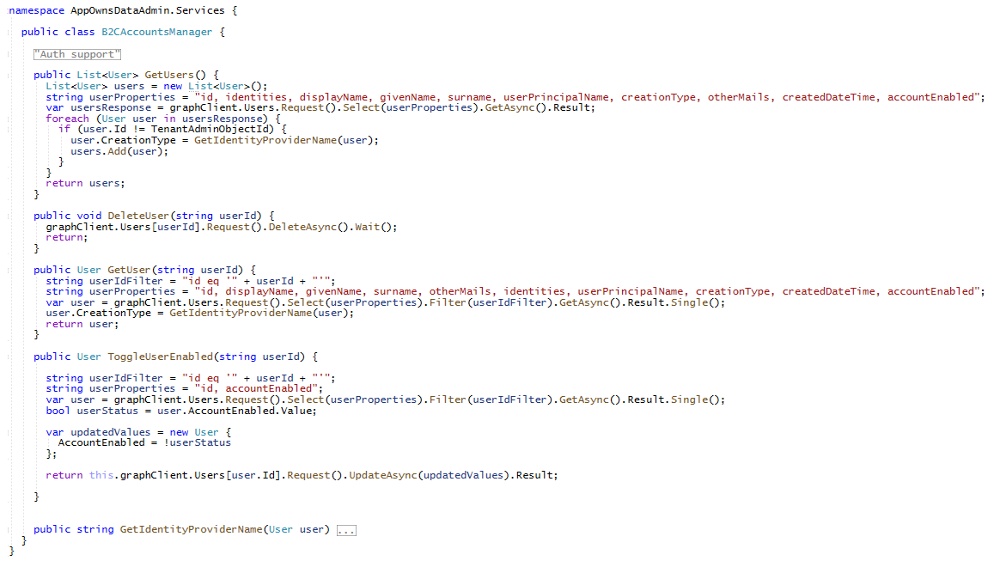 namespace AppOwnsDataAdmin.Services {
public class B2CAccountsManager {
"Auth support"
public List<User> GetUsers() {
List<User> users = new List<User>();
string userProperties = "id, identities, displayName, givenName, surname, userPrincipalName, creationType, otherMails, createdDateTime, accountEnabled";
var usersResponse = graphClient.Users.Request().Select(userProperties).GetAsync().Result;
foreach (User user in usersResponse) {
if (user.Id != TenantAdminObjectId) {
user.CreationType = GetIdentityProviderName(user);
users.Add(user);
}
}
return users;
}
public void DeleteUser(string userId) {
graphClient.Users[userId].Request().DeleteAsync().Wait();
return;
}
public User GetUser(string userId) {
string userIdFilter = "id eq '" + userId + "'";
string userProperties = "id, displayName, givenName, surname, otherMails, identities, userPrincipalName, creationType, createdDateTime, accountEnabled";
var user = graphClient.Users.Request().Select(userProperties).Filter(userIdFilter).GetAsync().Result.Single();
user.CreationType = GetIdentityProviderName(user);
return user;
}
public User ToggleUserEnabled(string userId) {
string userIdFilter = "id eq '" + userId + "'";
string userProperties = "id, accountEnabled";
var user = graphClient.Users.Request().Select(userProperties).Filter(userIdFilter).GetAsync().Result.Single();
bool userStatus = user.AccountEnabled.Value;
var updatedValues = new User {
AccountEnabled = !userStatus
};
return this.graphClient.Users[user.Id].Request().UpdateAsync(updatedValues).Result;
}
public string GetIdentityProviderName(User user) ...
}
}